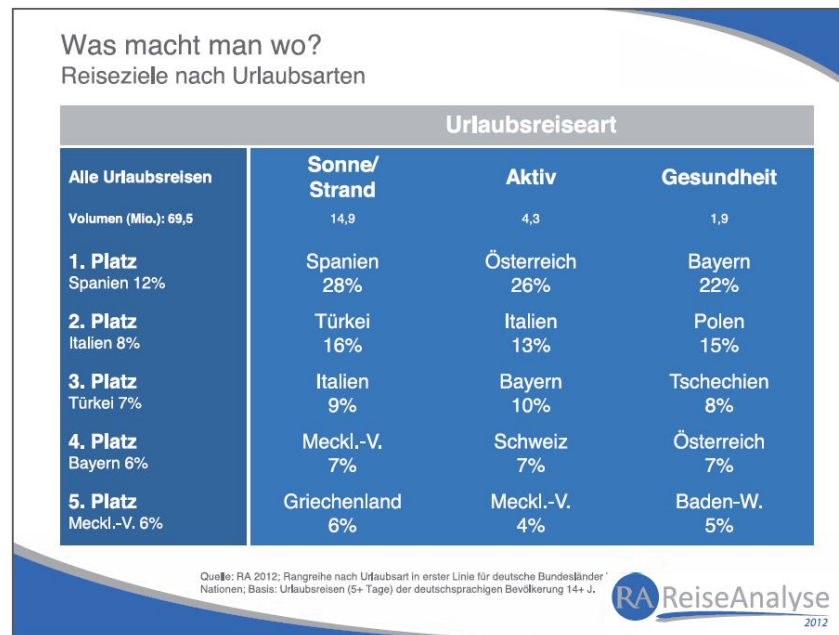 Was macht man wo?
Reiseziele nach Urlaubsarten
Urlaubsreiseart
Alle Urlaubsreisen
Sonne/
Strand
Aktiv
Gesundheit
Volumen (Mio.): 69,5
14,9
4,3
1,9
1. Platz
Spanien 12%
Spanien
28%
Österreich
26%
Bayern
22%
2. Platz
Italien 8%
Türkei
16%
Italien
13%
Polen
15%
3. Platz
Türkei 7%
Italien
9%
Bayern
10%
Tschechien
8%
4. Platz
Bayern 6%
Meckl.-V.
7%
Schweiz
7%
Österreich
7%
5. Platz
Meckl.-V. 6%
Griechenland
6%
Meckl.-V.
4%
Baden-W.
5%
Quelle: RA 2012; Rangreihe nach Urlaubsart in erster Linie für deutsche Bundesländer
Nationen; Basis: Urlaubsreisen (5+ Tage) der deutschsprachigen Bevölkerung 14+ J.
RA ReiseAnalyse
2012